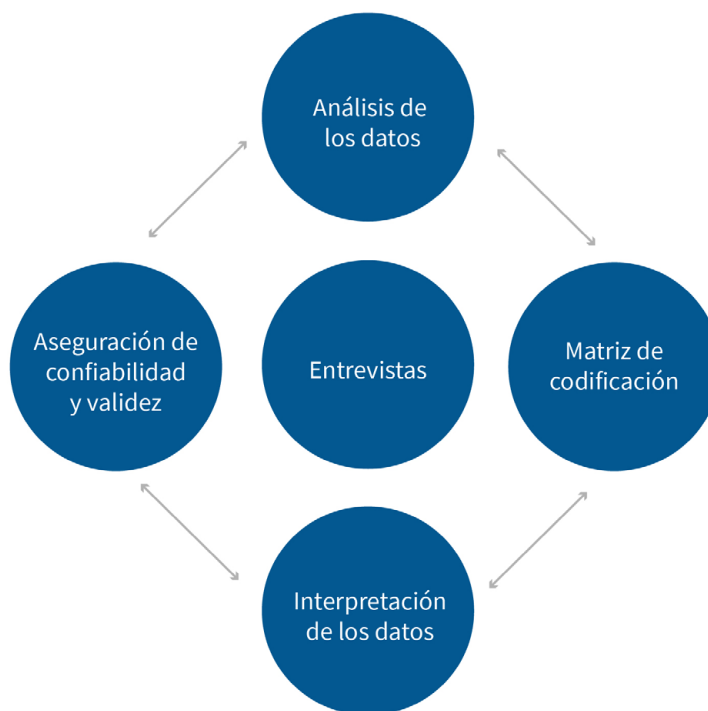 Análisis de
los datos
Aseguración de
confiabilidad
y validez
Entrevistas
Matriz de
codificación
Interpretación
de los datos